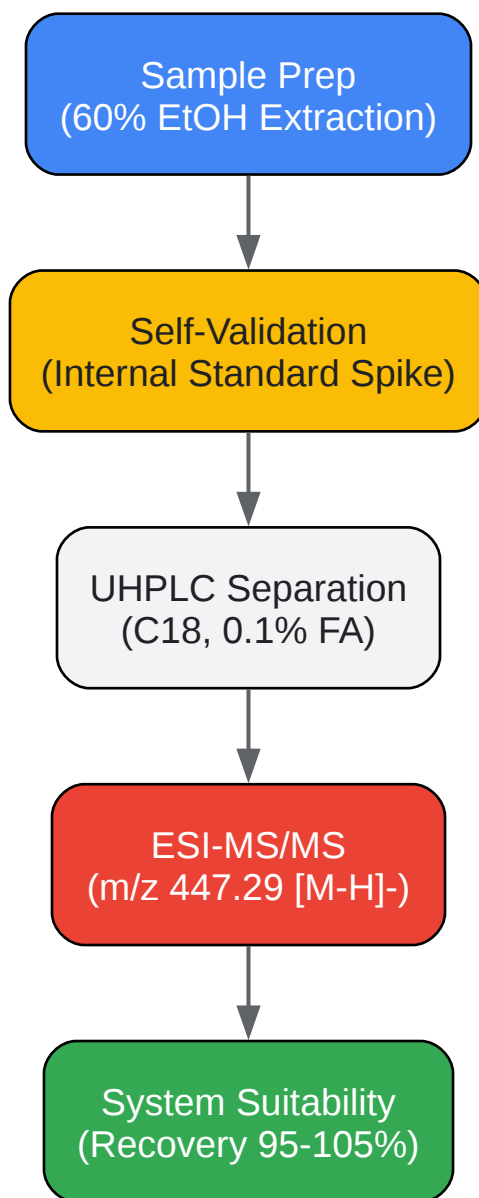 Sample Prep
(60% EtOH Extraction)
Self-Validation
(Internal Standard Spike)
UHPLC Separation
(C18, 0.1% FA)
ESI-MS/MS
(m/z 447.29 [M-H]-)
System Suitability
(Recovery 95-105%)